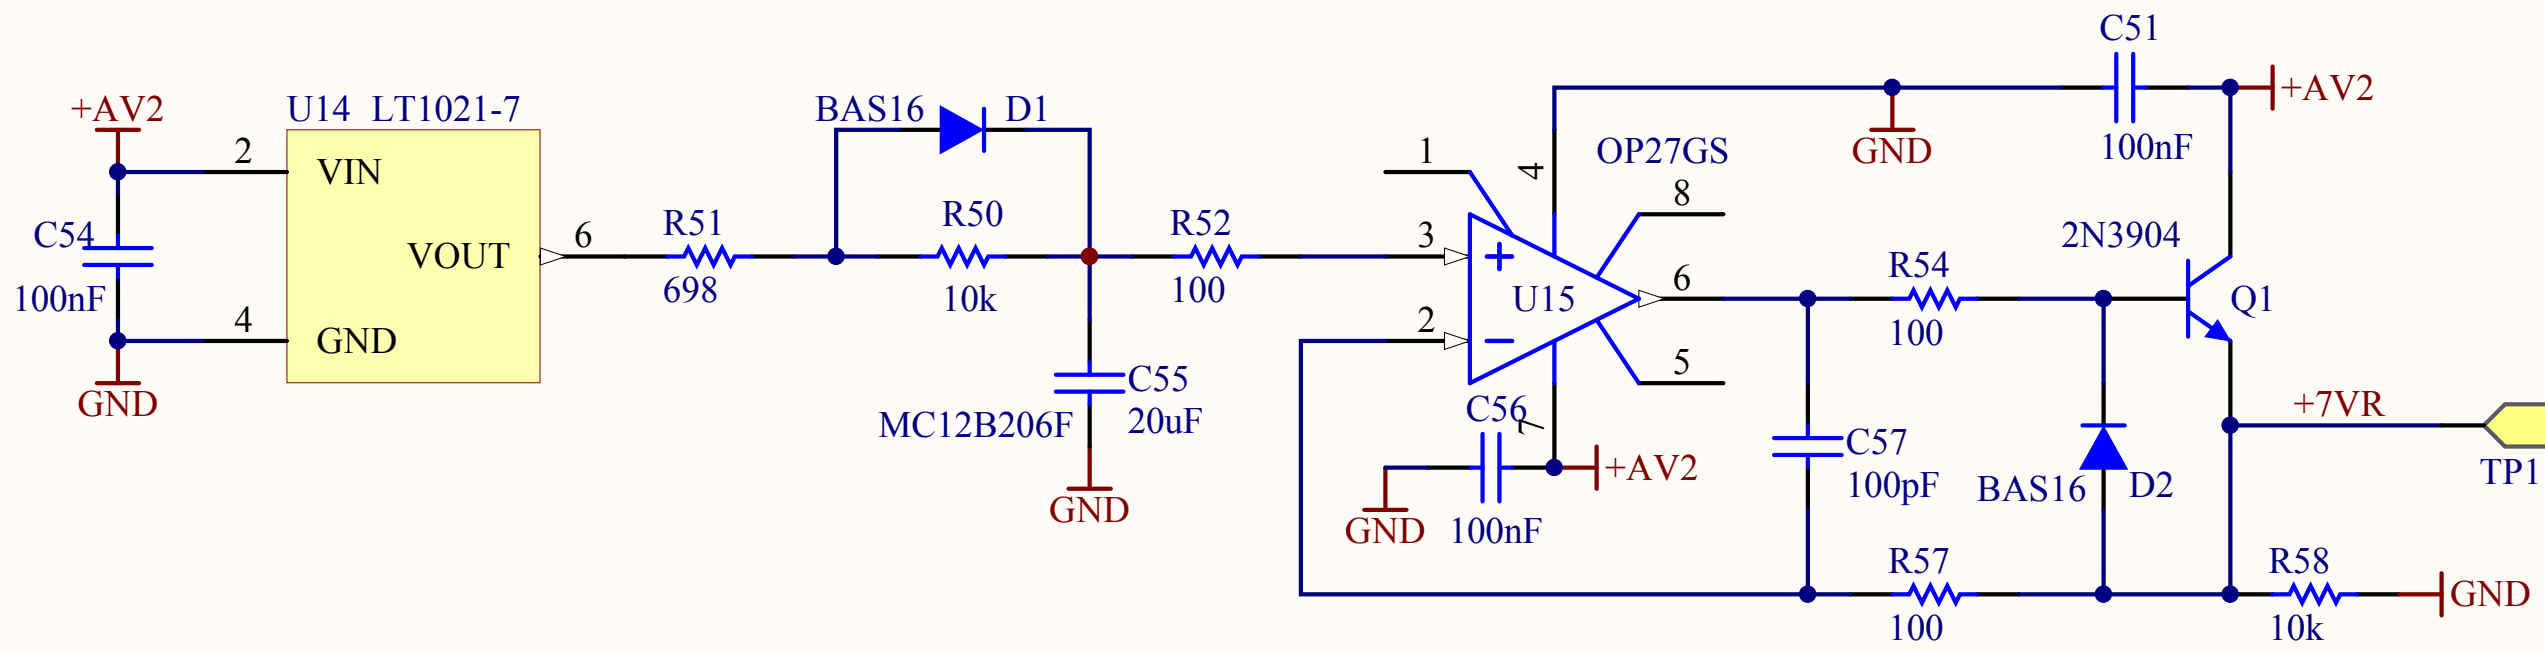 C51
+AV2
U14 LT1021-7
BAS16
D1
+AV2
100nF
GND
OP27GS
1
4
2
VIN
8
R51
R50
R52
3
2N3904
C54
VOUT
6
U15
6
R54
Q1
100nF
698
10k
100
2
100
4
GND
5
GND
C55
20uF
MC12B206F
C56
7
+7VR
C57
100pF
+AV2
TP1
BAS16
D2
GND
GND
100nF
R57
R58
GND
100
10k